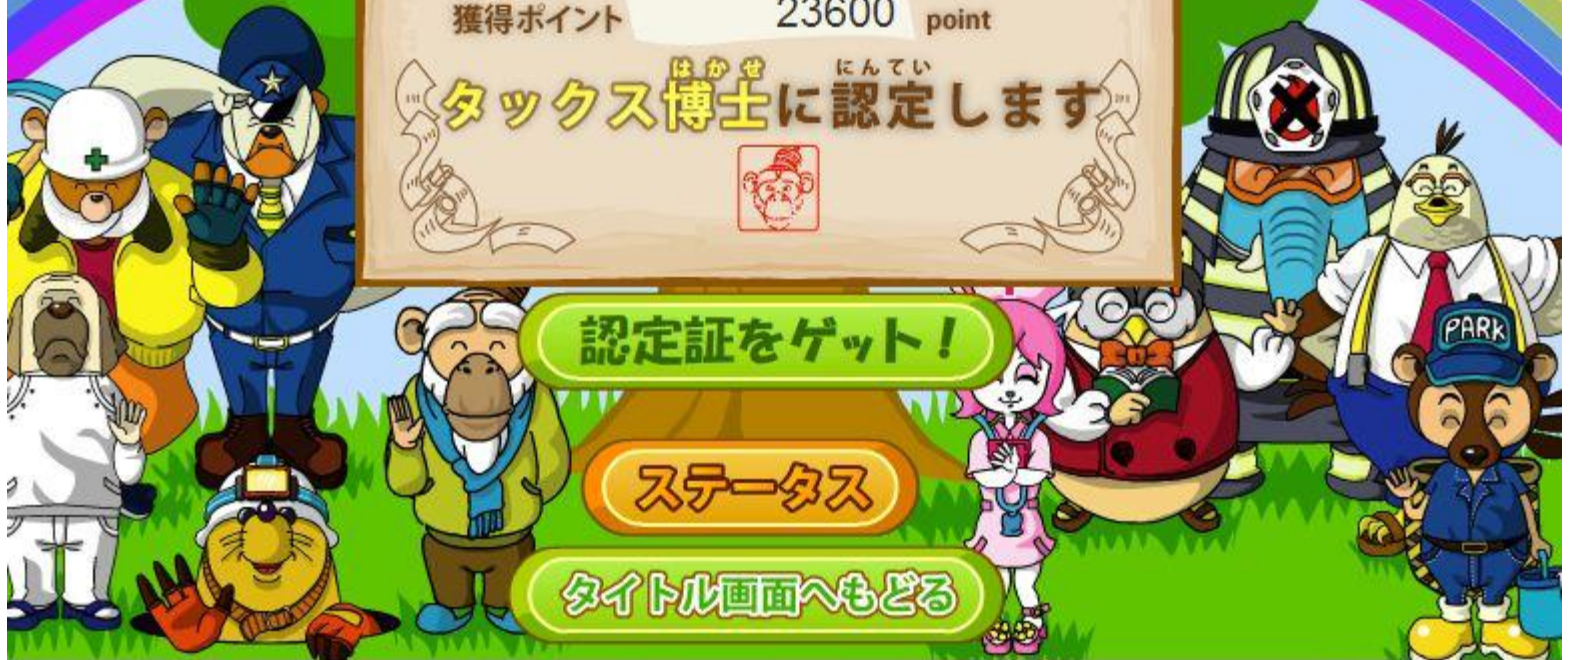 獲得ポイント 23600 point
はかせ にんてい
タックス博士に認定します
認定証をゲット！
PARK
ステータス
タイトル画面へもどる